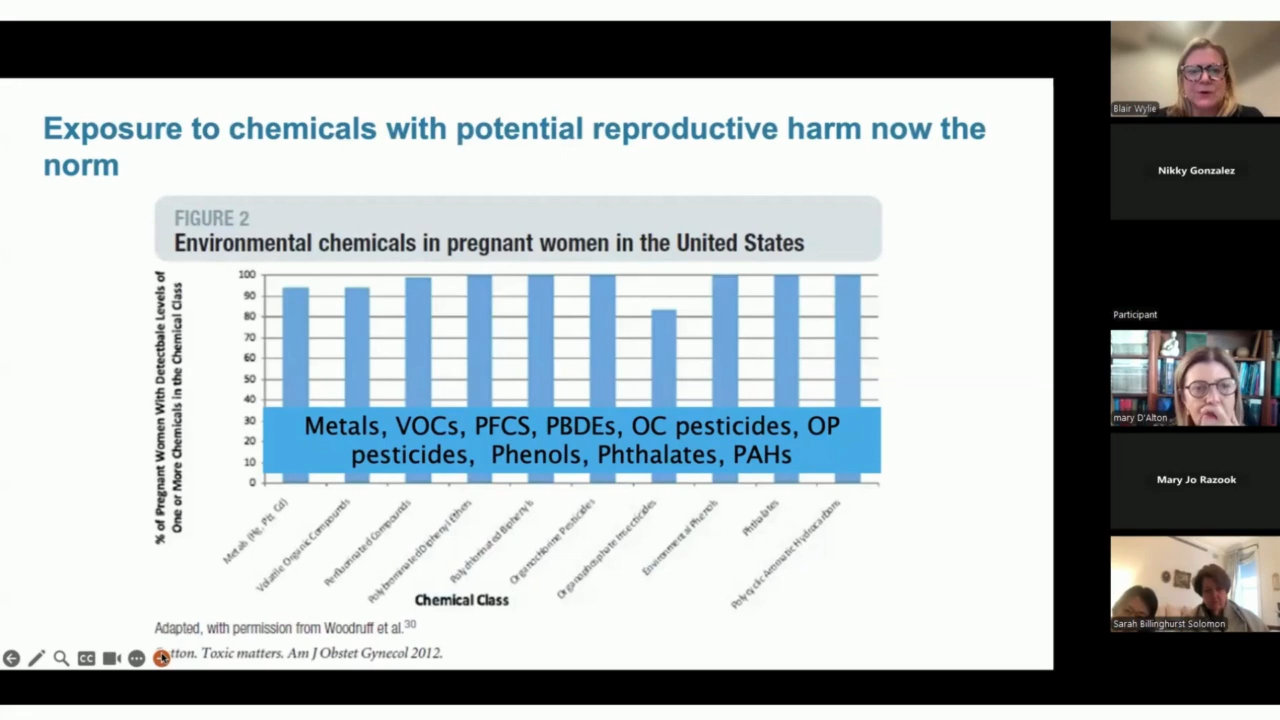 Exposure to chemicals with potential reproductive harm now the
norm
FIGURE 2
Environmental chemicals in pregnant women in the United States
% of Pregnant Women With Detectbale Levels of
One or More Chemicals in the Chemical Class
100
90
80
70
60
50
40
30
20
10
0
Metals, VOCs, PFCS, PBDEs, OC pesticides, OP
pesticides, Phenols, Phthalates, PAHs
Metals (Hg, Pb, Cd)
Volatile Organic Compounds
Perfluorinated Compounds
Polybrominated Diphenyl Ethers
Polychlorinated Biphenyls
Organochlorine Pesticides
Organophosphate Insecticides
Environmental Phenols
Phthalates
Polycyclic Aromatic Hydrocarbons
Chemical Class
Adapted, with permission from Woodruff et al.30
tton. Toxic matters. Am J Obstet Gynecol 2012.
CC
Blair Wylie
Nikky Gonzalez
Participant
mary D'Alton
Mary Jo Razook
Sarah Billinghurst Solomon